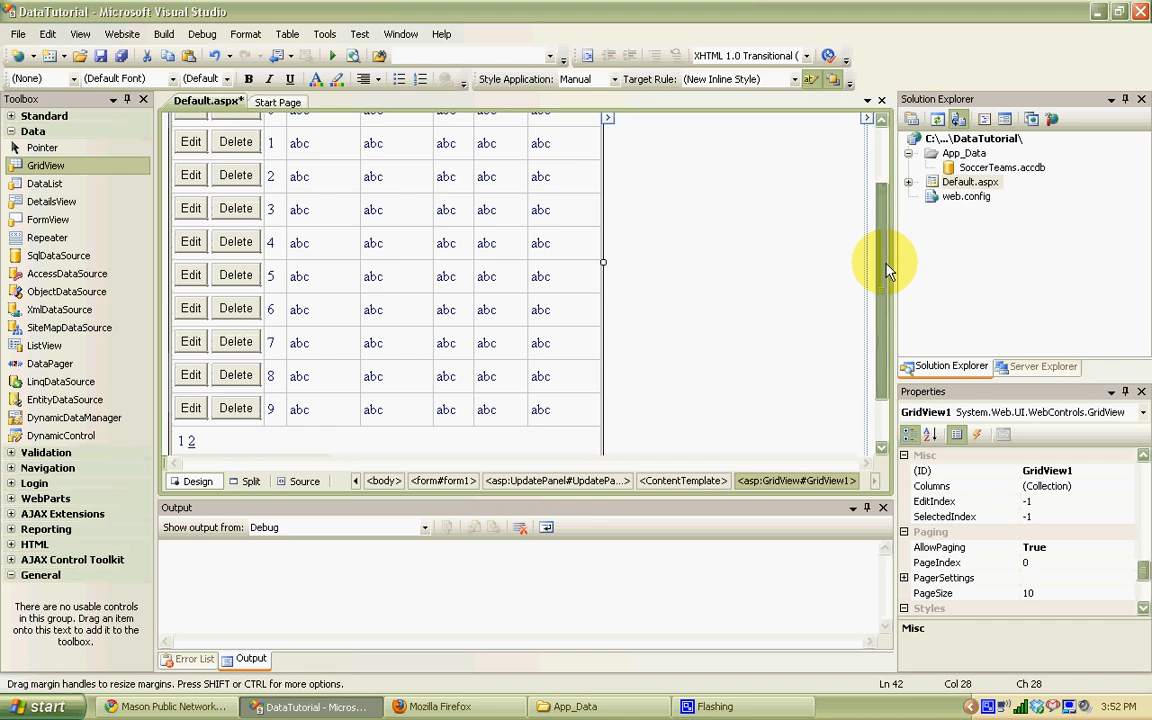 DataTutorial - Microsoft Visual Studio
File Edit View Website Build Debug Format Table Tools Test Window Help
XHTML 1.0 Transitional (
(None) (Default Font) (Default B I U A Style Application: Manual Target Rule: (New Inline Style)
Toolbox
Standard
Data
Pointer
GridView
DataList
DetailsView
FormView
Repeater
SqlDataSource
AccessDataSource
ObjectDataSource
XmlDataSource
SiteMapDataSource
ListView
DataPager
LinqDataSource
EntityDataSource
DynamicDataManager
DynamicControl
Validation
Navigation
Login
WebParts
AJAX Extensions
Reporting
HTML
AJAX Control Toolkit
General
There are no usable controls
in this group. Drag an item
onto this text to add it to the
toolbox.
Default.aspx* Start Page
Edit Delete 1 abc abc abc abc
Edit Delete 2 abc abc abc abc
Edit Delete 3 abc abc abc abc
Edit Delete 4 abc abc abc abc
Edit Delete 5 abc abc abc abc
Edit Delete 6 abc abc abc abc
Edit Delete 7 abc abc abc abc
Edit Delete 8 abc abc abc abc
Edit Delete 9 abc abc abc abc
1 2
Design Split Source <body> <form#form1> <asp:UpdatePanel#UpdatePa...> <ContentTemplate> <asp:GridView#GridView1>
Output
Show output from: Debug
Error List Output
Solution Explorer
C:\...\DataTutorial\
App_Data
SoccerTeams.accdb
Default.aspx
web.config
Solution Explorer Server Explorer
Properties
GridView1 System.Web.UI.WebControls.GridView
Misc
(ID) GridView1
Columns (Collection)
EditIndex -1
SelectedIndex -1
Paging
AllowPaging True
PageIndex 0
PagerSettings
PageSize 10
Styles
Misc
Drag margin handles to resize margins. Press SHIFT or CTRL for more options. Ln 42 Col 28 Ch 28
start Mason Public Network... DataTutorial - Micros... Mozilla Firefox App_Data Flashing 3:52 PM